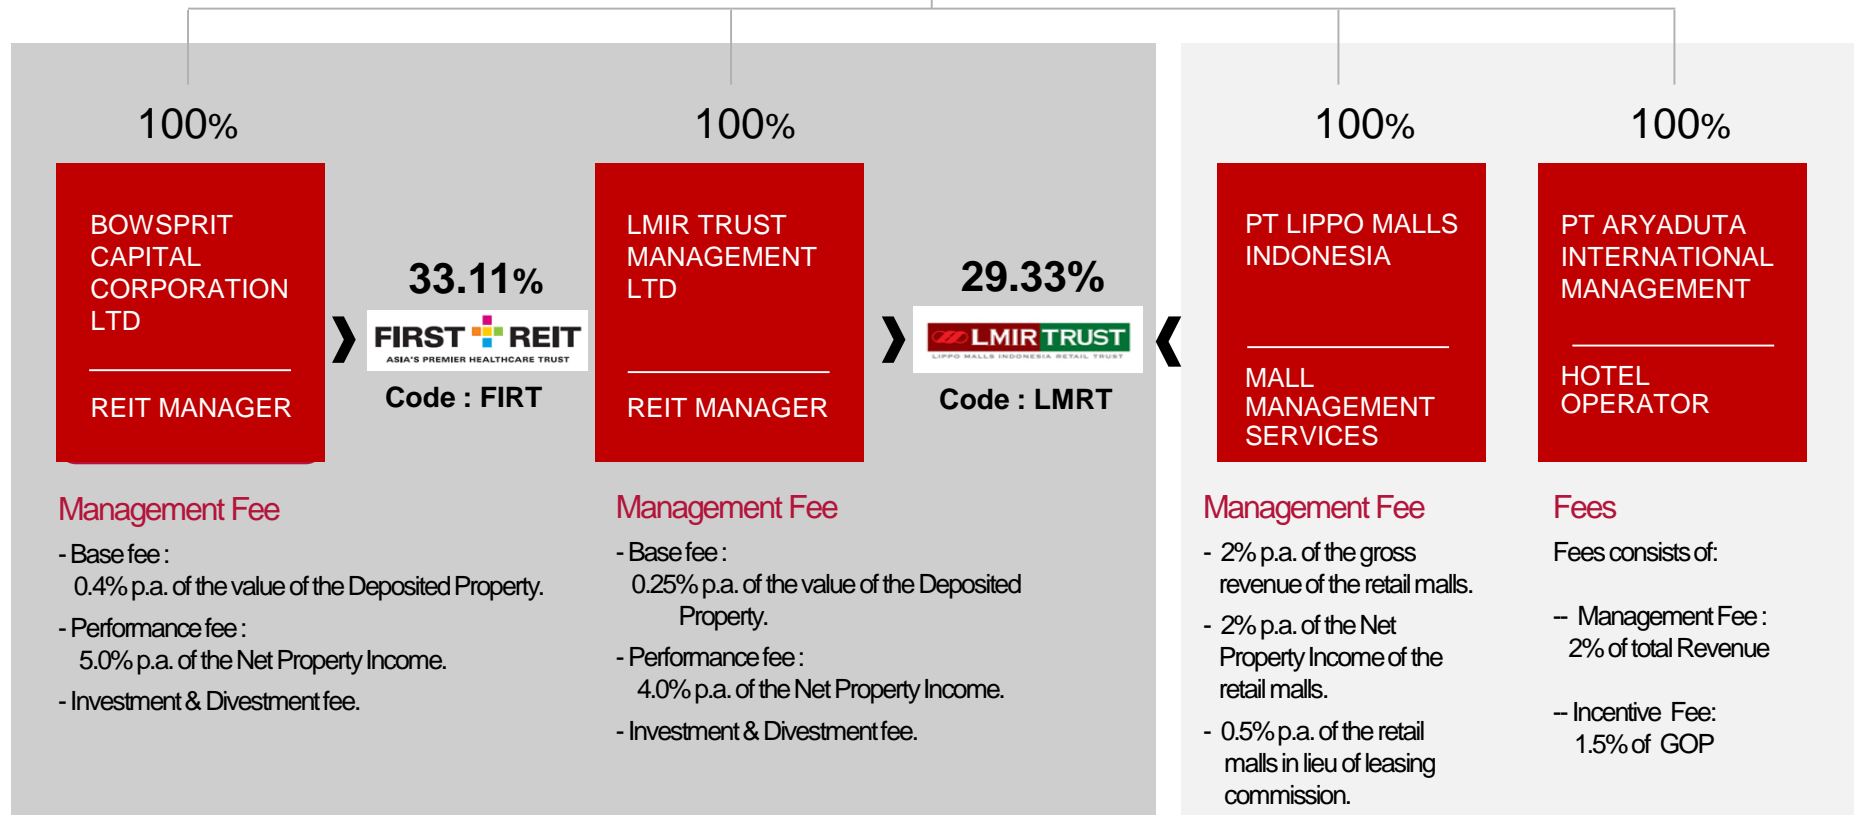 100%
BOWSPRIT
CAPITAL
CORPORATION
LTD
REIT MANAGER
33.11%
FIRST REIT
ASIA'S PREMIER HEALTHCARE TRUST
Code : FIRT
100%
LMIR TRUST
MANAGEMENT
LTD
REIT MANAGER
29.33%
LMIR TRUST
LIPPO MALLS INDONESIA RETAIL TRUST
Code : LMRT
100%
PT LIPPO MALLS
INDONESIA
MALL
MANAGEMENT
SERVICES
100%
PT ARYADUTA
INTERNATIONAL
MANAGEMENT
HOTEL
OPERATOR
Management Fee
- Base fee :
0.4% p.a. of the value of the Deposited Property.
- Performance fee :
5.0% p.a. of the Net Property Income.
- Investment & Divestment fee.
Management Fee
- Base fee :
0.25% p.a. of the value of the Deposited
Property.
- Performance fee :
4.0% p.a. of the Net Property Income.
- Investment & Divestment fee.
Management Fee
- 2% p.a. of the gross
revenue of the retail malls.
- 2% p.a. of the Net
Property Income of the
retail malls.
- 0.5% p.a. of the retail
malls in lieu of leasing
commission.
Fees
Fees consists of:
-- Management Fee :
2% of total Revenue
-- Incentive Fee:
1.5% of GOP